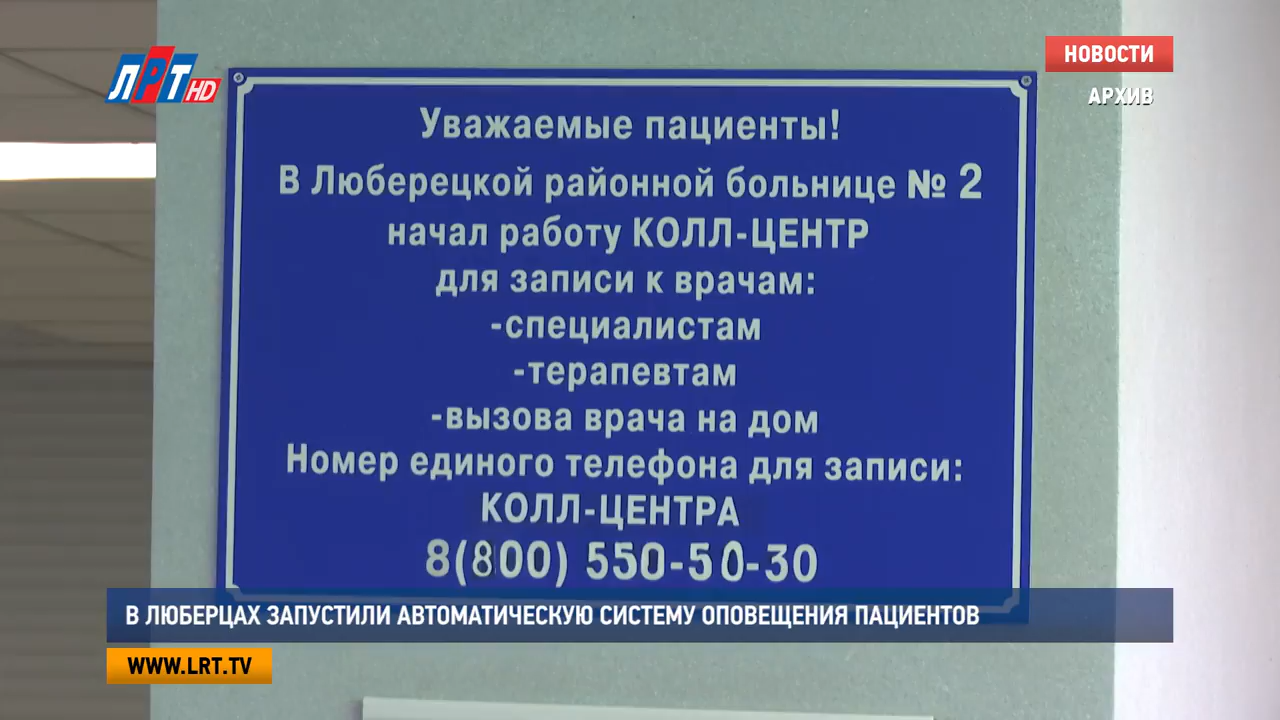 ЛРТ HD
НОВОСТИ
АРХИВ
Уважаемые пациенты!
В Люберецкой районной больнице № 2
начал работу КОЛЛ-ЦЕНТР
для записи к врачам:
-специалистам
-терапевтам
-вызова врача на дом
Номер единого телефона для записи:
КОЛЛ-ЦЕНТРА
8(800) 550-50-30
В ЛЮБЕРЦАХ ЗАПУСТИЛИ АВТОМАТИЧЕСКУЮ СИСТЕМУ ОПОВЕЩЕНИЯ ПАЦИЕНТОВ
WWW.LRT.TV